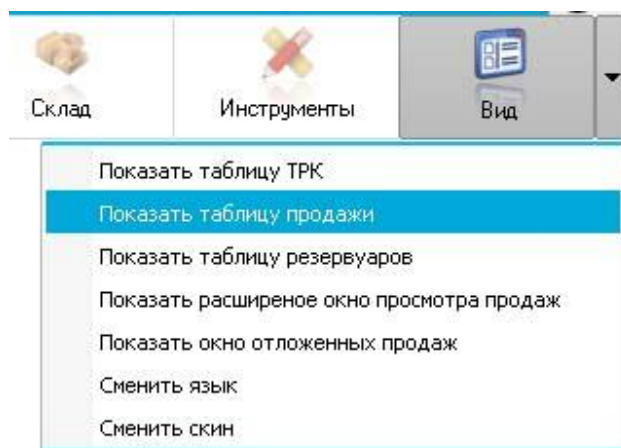 Склад Инструменты Вид
Показать таблицу ТРК
Показать таблицу продажи
Показать таблицу резервуаров
Показать расширеное окно просмотра продаж
Показать окно отложенных продаж
Сменить язык
Сменить скин